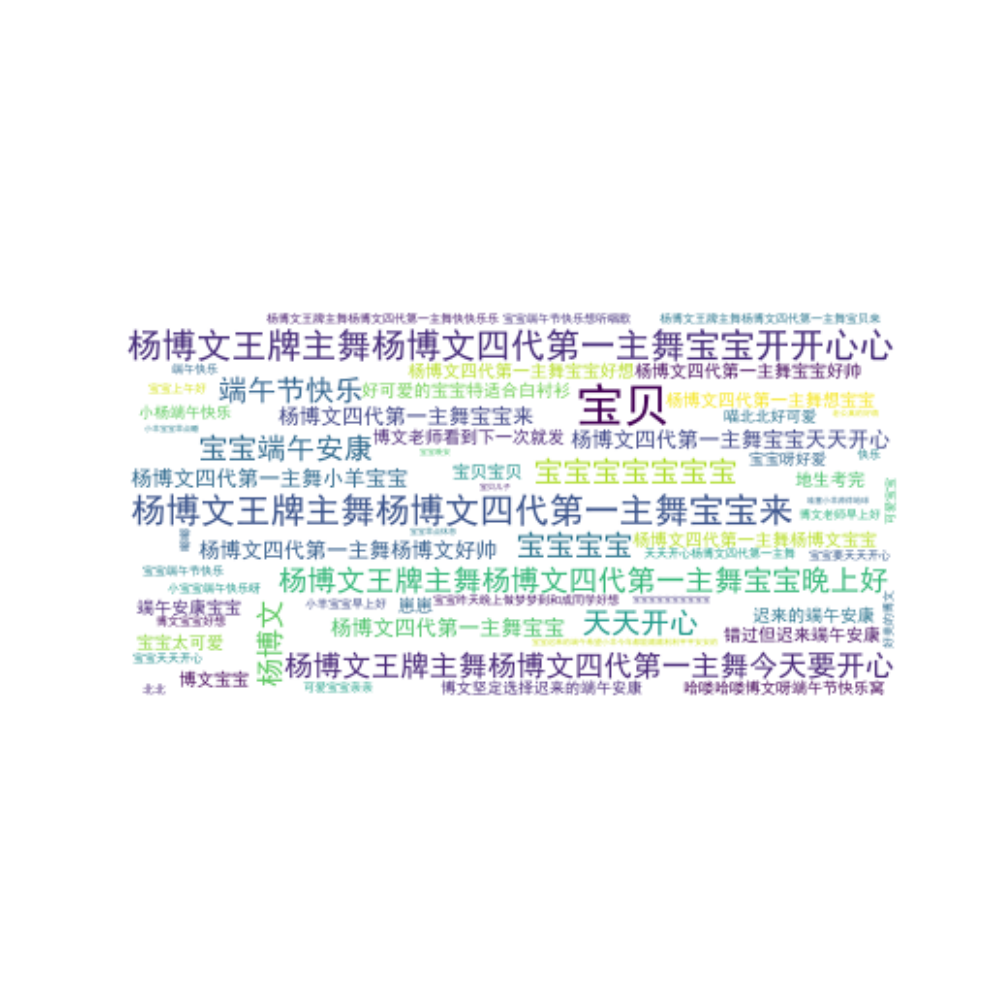 杨博文王牌主舞杨博文四代第一主舞快快乐乐 宝宝端午节快乐想听唱歌 杨博文王牌主舞杨博文四代第一主舞宝贝来
杨博文王牌主舞杨博文四代第一主舞宝宝开开心心
端午快乐 杨博文四代第一主舞宝宝好想 杨博文四代第一主舞宝宝好帅
宝宝上午好 端午节快乐 好可爱的宝宝特适合白衬衫 宝贝 杨博文四代第一主舞想宝宝
小杨端午快乐 杨博文四代第一主舞宝宝来 喵北北好可爱
宝宝端午安康 博文老师看到下一次就发 杨博文四代第一主舞宝宝天天开心
宝宝晚安 宝宝呀好爱 快乐
杨博文四代第一主舞小羊宝宝 宝贝宝贝 宝宝宝宝宝宝宝 地生考完
宝贝儿子 可爱宝宝
杨博文王牌主舞杨博文四代第一主舞宝宝来 博文老师早上好
杨博文四代第一主舞杨博文好帅 宝宝宝宝 杨博文四代第一主舞杨博文宝宝
天天开心杨博文四代第一主舞 宝宝要天天开心
宝宝端午节快乐 杨博文王牌主舞杨博文四代第一主舞宝宝晚上好
小宝宝端午快乐呀
端午安康宝宝 小羊宝宝早上好 崽崽 宝宝昨天晚上做梦梦到和成同学好想
博文宝宝好想 杨博文 杨博文四代第一主舞宝宝 天天开心 迟来的端午安康
宝宝太可爱 错过但迟来端午安康
宝宝天天开心 杨博文王牌主舞杨博文四代第一主舞今天要开心
北北 博文宝宝 可爱宝宝亲亲 博文坚定选择迟来的端午安康 哈喽哈喽博文呀端午节快乐窝